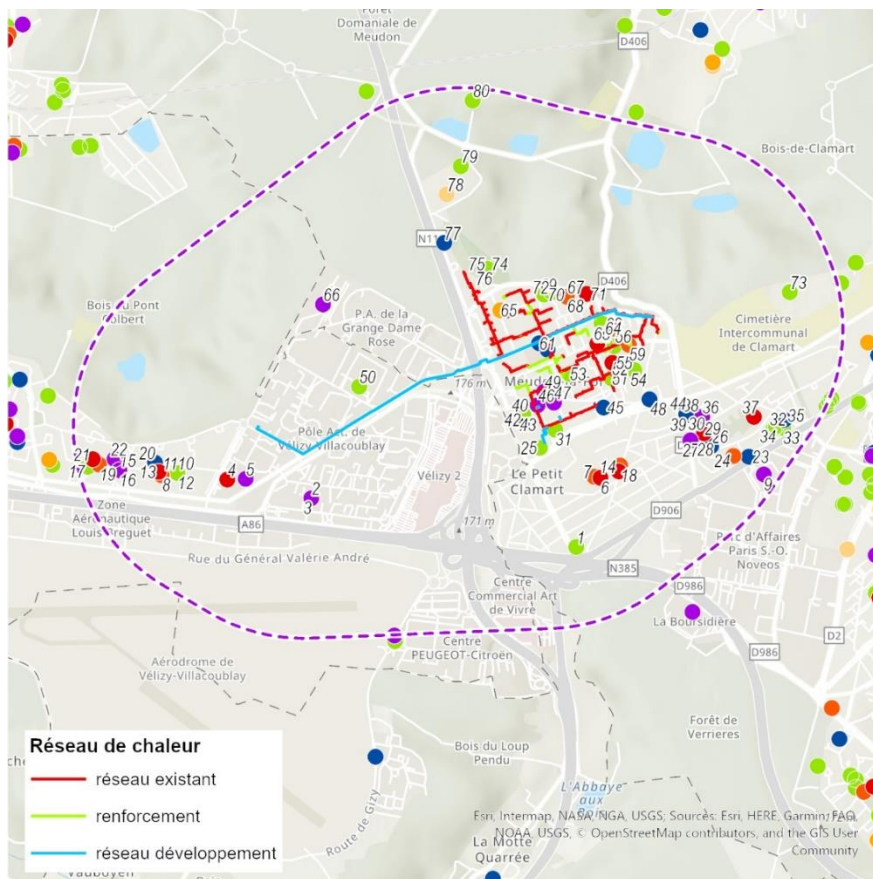 Forêt
Domaniale de
Meudon
D406
80
Bois-de-Clamart
79
78
77
N11
75 74
76
D406
729
70
67
68
71
73
Bois du Pont
Colbert
66
65
P.A. de la
Grange Dame
Rose
Cimetière
Intercommunal
de Clamart
64
56
61
59
55
53
54
50
176 m
49
46 47
40
42
43
45
48
44 38 36
37
39 30
29
32
35
34 33
31
25
26
27 28
24
23
9
Pôle Act. de
Vélizy-Villacoublay
21 22
20
15
11 10
17
19
16
13
8
12
4
5
2
3
Vélizy 2
Le Petit
Clamart
7
14
6
18
Zone
Aéronautique
Louis Breguet
A86
171 m
D906
1
Parc d'Affaires
Paris S.-O.
Noveos
Rue du Général Valérie André
N385
D986
Centre
Commercial Art
de Vivre
La Boursidière
Centre
PEUGEOT-Citroën
D2
D986
Aérodrome de
Vélizy-Villacoublay
Forêt de
Verrieres
Réseau de chaleur
réseau existant
renforcement
réseau développement
Bois du Loup
Pendu
Route de Gizy
L'Abbaye
aux
Bois
La Motte
Quarrée
Vauboyen
Esri, Intermap, NASA, NGA, USGS; Sources: Esri, HERE, Garmin, FAO,
NOAA, USGS, © OpenStreetMap contributors, and the GIS User
Community